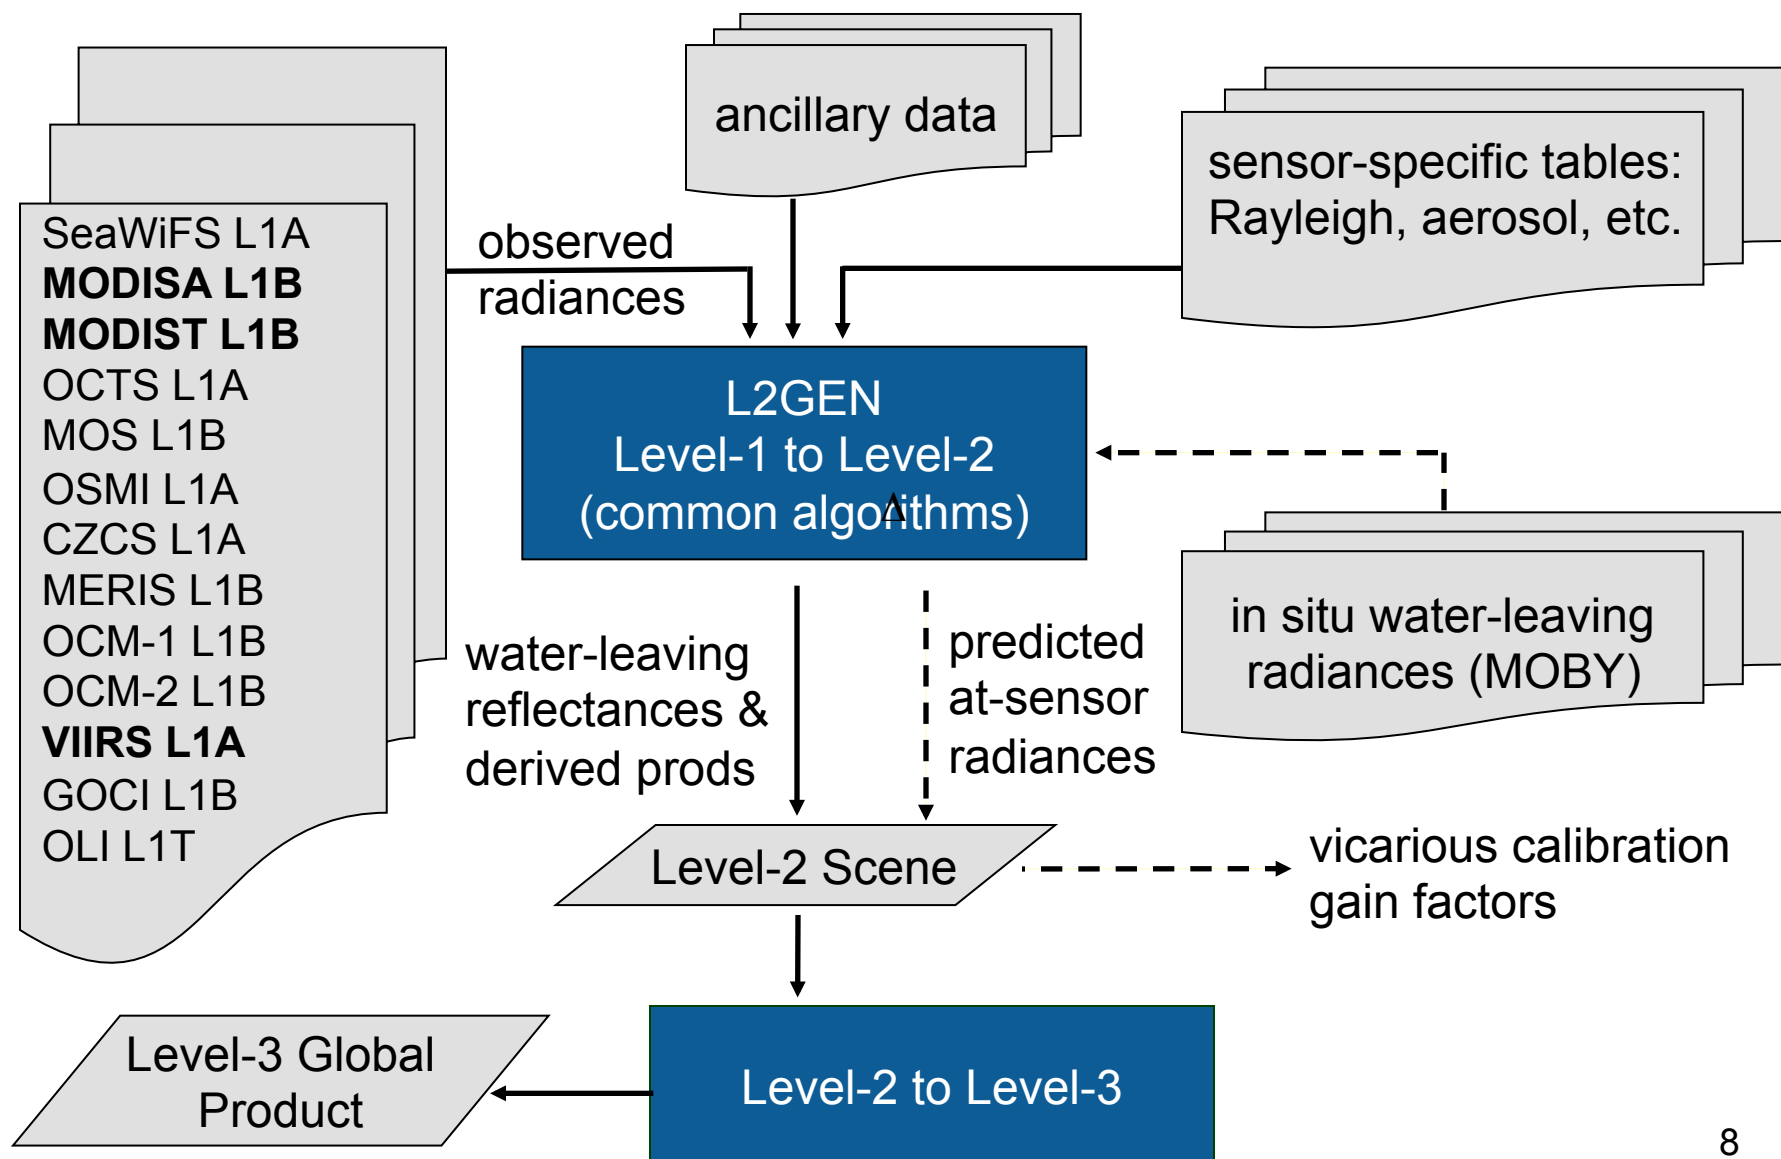 ancillary data
sensor-specific tables:
Rayleigh, aerosol, etc.
SeaWiFS L1A
MODISA L1B
MODIST L1B
OCTS L1A
MOS L1B
OSMI L1A
CZCS L1A
MERIS L1B
OCM-1 L1B
OCM-2 L1B
VIIRS L1A
GOCI L1B
OLI L1T
observed
radiances
L2GEN
Level-1 to Level-2
(common algorithms)
Δ
in situ water-leaving
radiances (MOBY)
water-leaving
reflectances &
derived prods
predicted
at-sensor
radiances
Level-2 Scene
vicarious calibration
gain factors
Level-3 Global
Product
Level-2 to Level-3
8